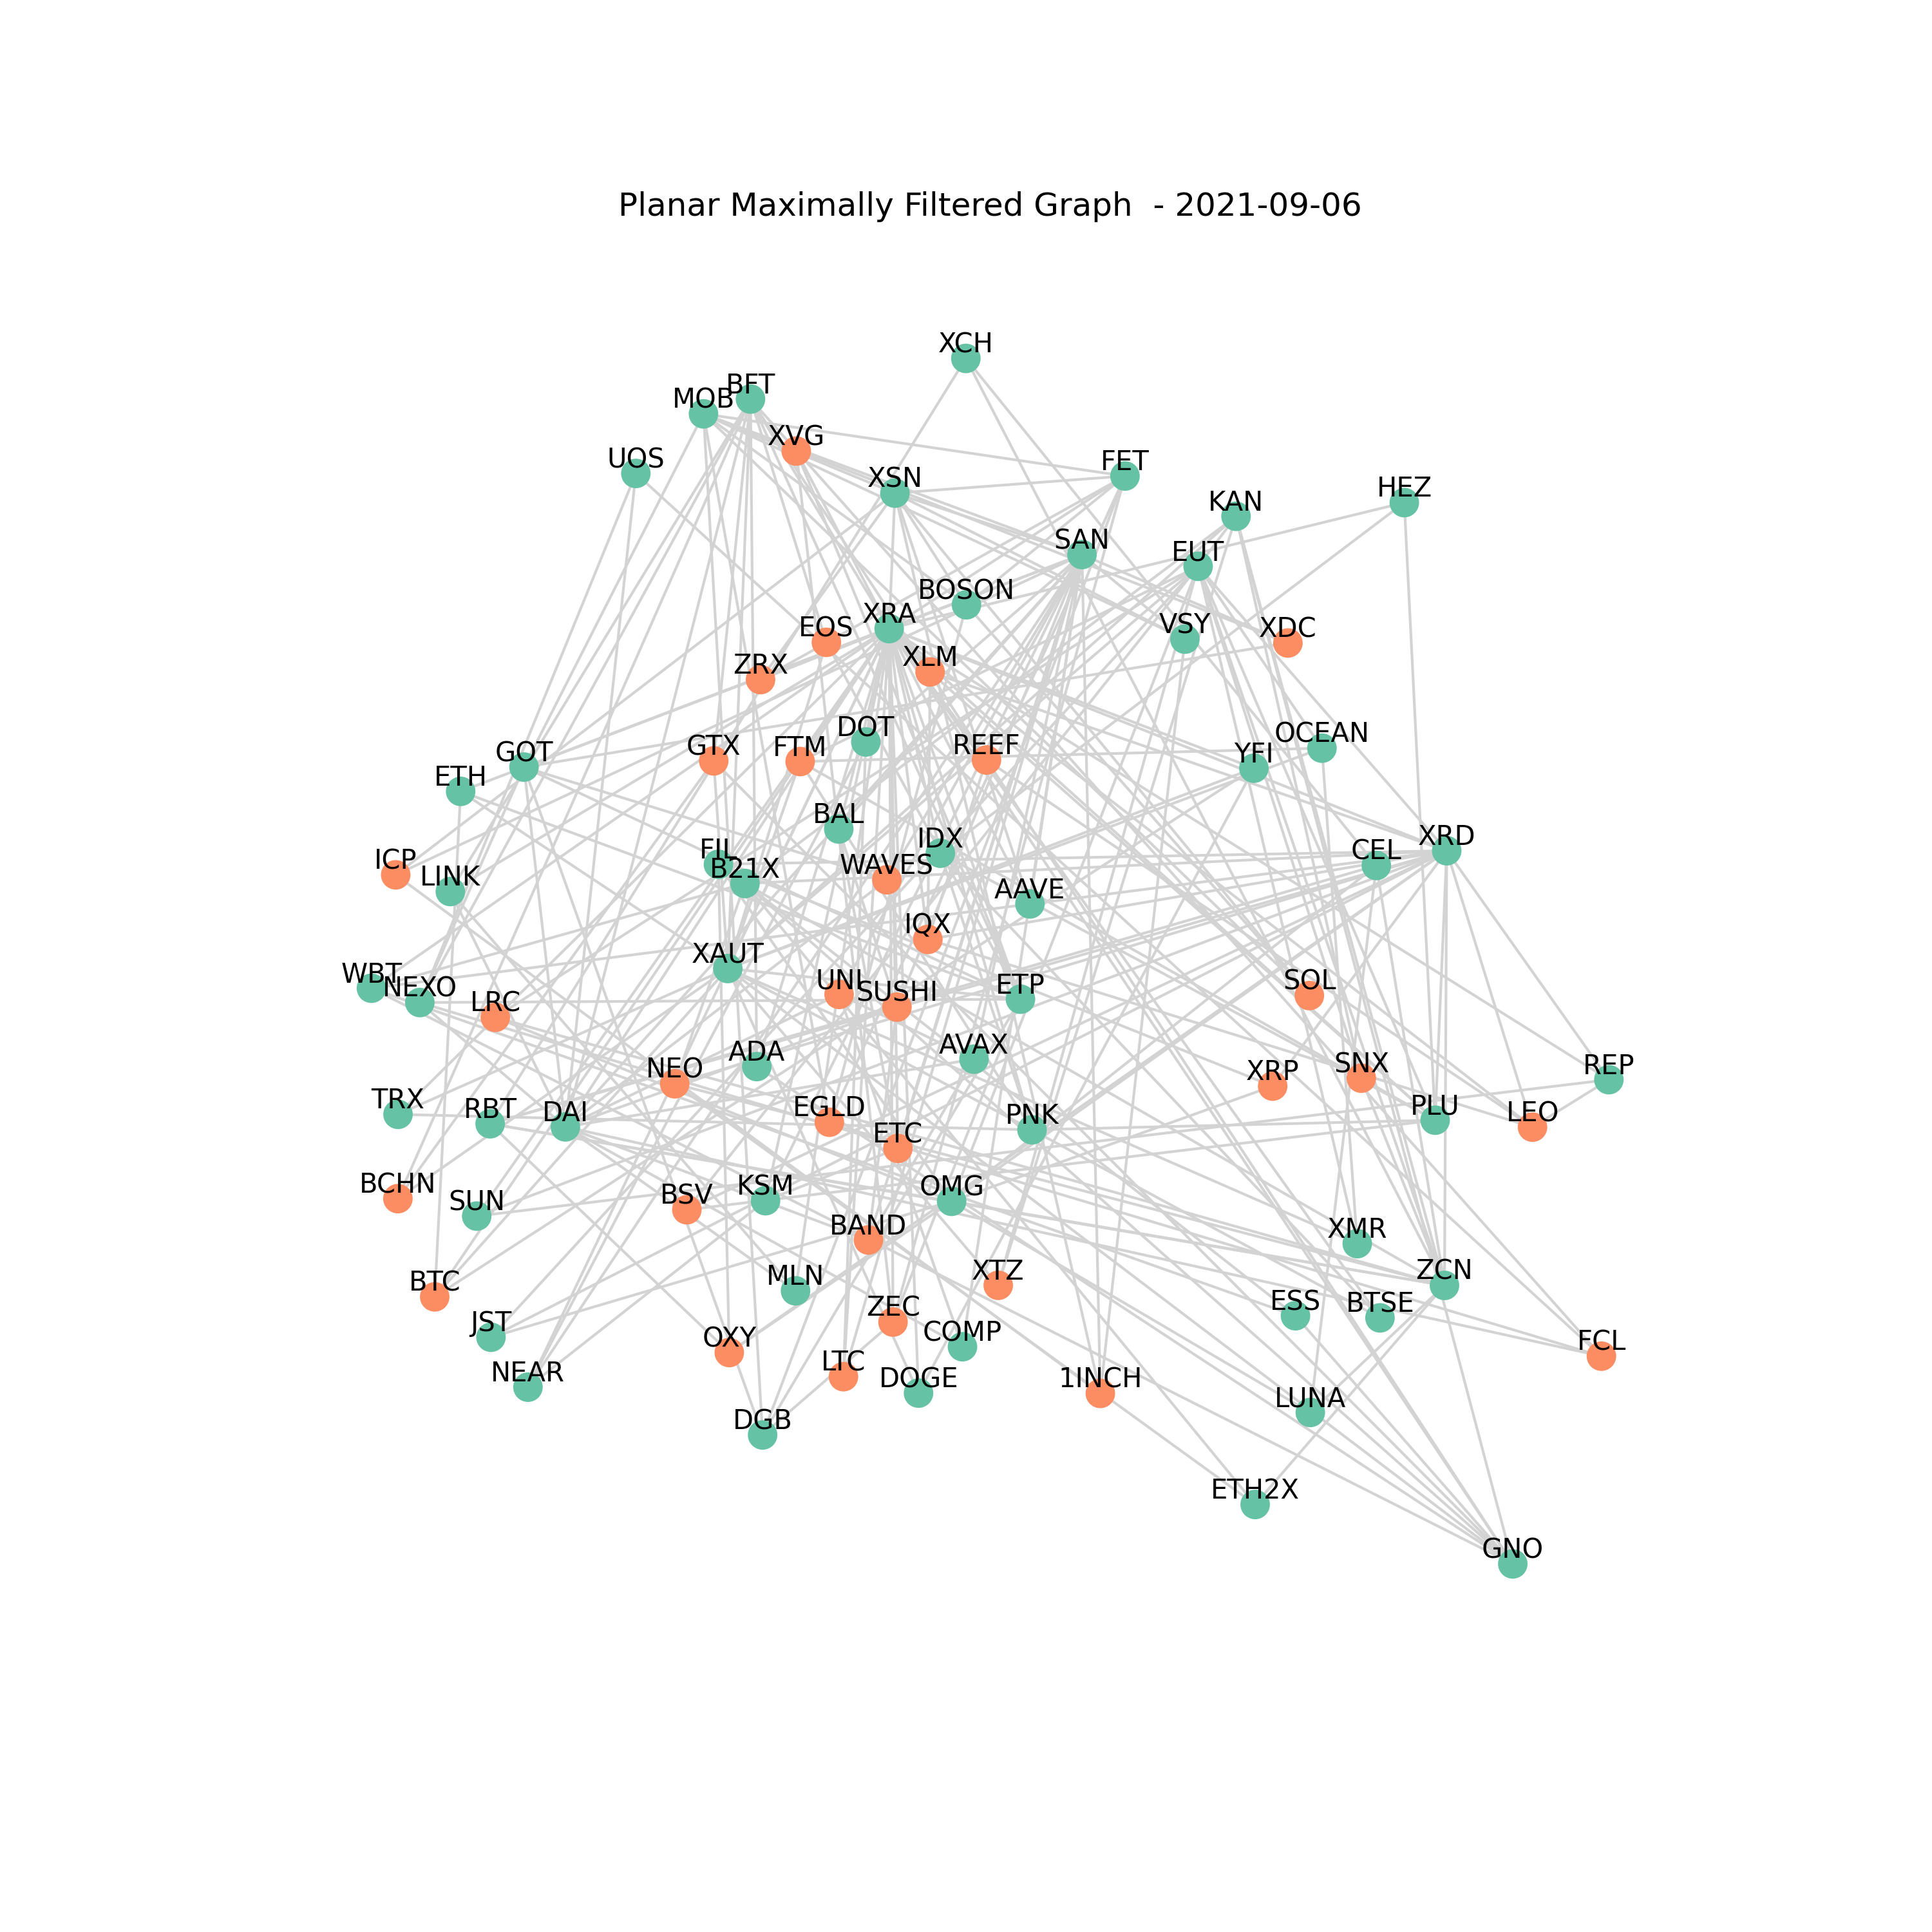 Planar Maximally Filtered Graph  - 2021-09-06
XCH
BFT
MOB
XVG
UOS
FET
XSN
HEZ
KAN
SAN
EUT
BOSON
XRA
VSY
EOS
XDC
XLM
ZRX
DOT
OCEAN
GTX
FTM
REEF
GOT
YFI
ETH
BAL
IDX
XRD
FIL
CEL
ICP
WAVES
B21X
LINK
AAVE
IQX
XAUT
WBT
UNI
ETP
SOL
NEXO
SUSHI
LRC
AVAX
ADA
SNX
REP
NEO
XRP
TRX
EGLD
PLU
RBT
DAI
PNK
LEO
ETC
BCHN
KSM
OMG
BSV
SUN
BAND
XMR
XTZ
ZCN
MLN
BTC
ESS
BTSE
ZEC
JST
COMP
OXY
FCL
LTC
NEAR
DOGE
1INCH
LUNA
DGB
ETH2X
GNO